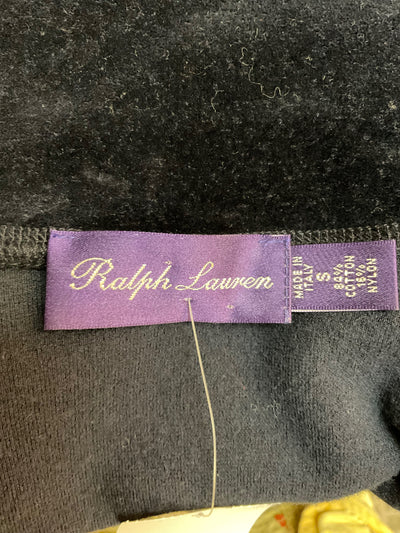 Ralph Lauren
MADE IN
ITALY
S
84%
COTTON
16%
NYLON